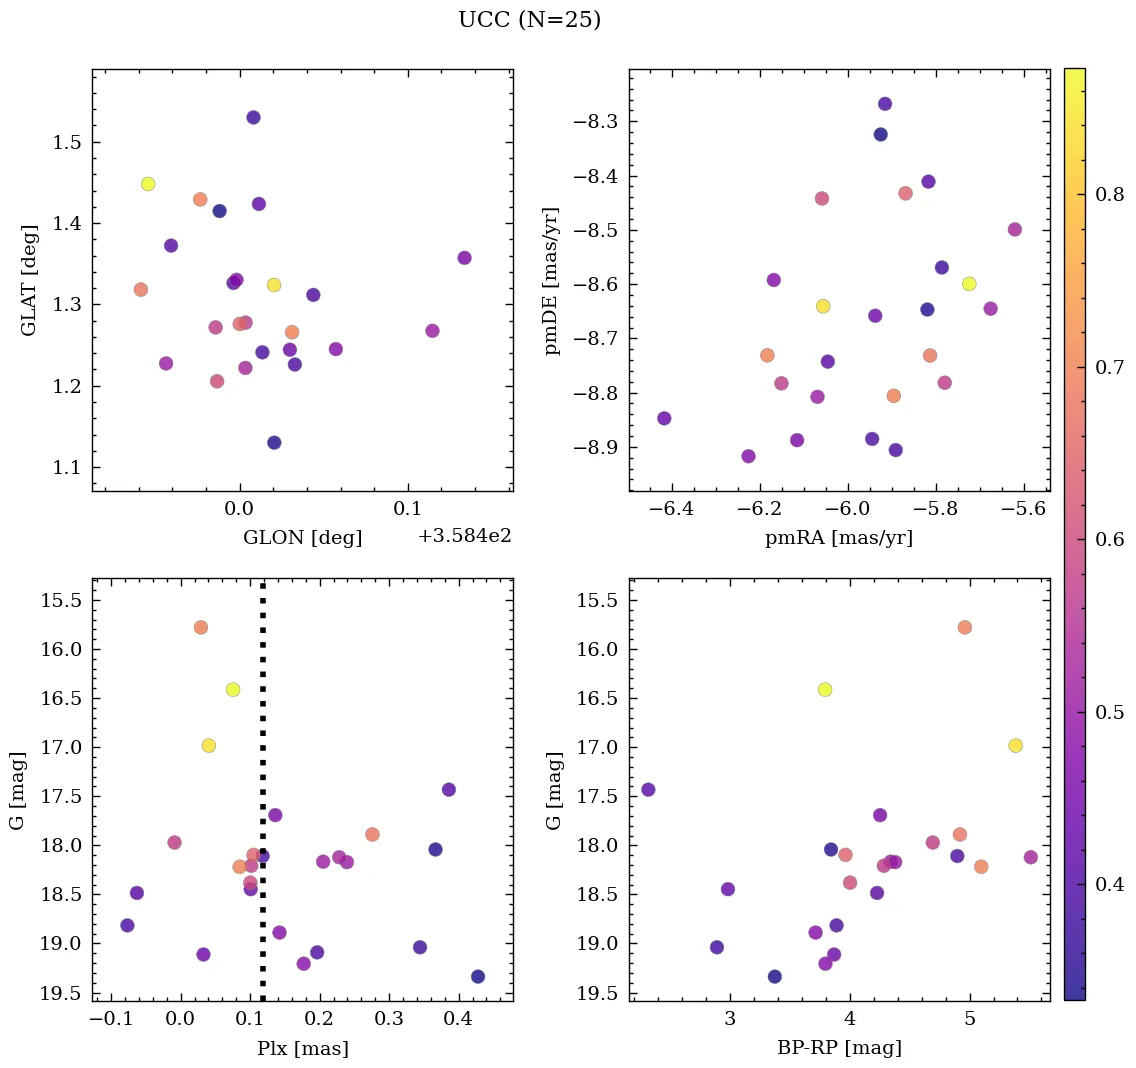 UCC (N=25)
1.5
1.4
1.3
1.2
1.1
GLAT [deg]
0.0 0.1
GLON [deg]
+3.584e2
−8.3
−8.4
−8.5
−8.6
−8.7
−8.8
−8.9
pmDE [mas/yr]
−6.4 −6.2 −6.0 −5.8 −5.6
pmRA [mas/yr]
15.5
16.0
16.5
17.0
17.5
18.0
18.5
19.0
19.5
G [mag]
−0.1 0.0 0.1 0.2 0.3 0.4
Plx [mas]
15.5
16.0
16.5
17.0
17.5
18.0
18.5
19.0
19.5
G [mag]
3 4 5
BP-RP [mag]
0.8
0.7
0.6
0.5
0.4